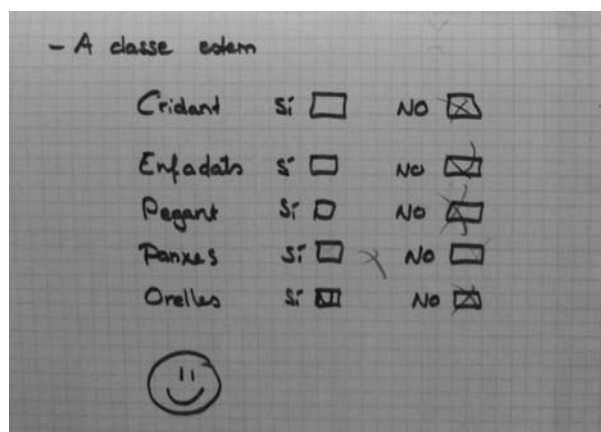 - A classe estem
Cridant Sí NO
Enfadats Sí NO
Pegant Sí NO
Panxes Sí NO
Orelles Sí NO